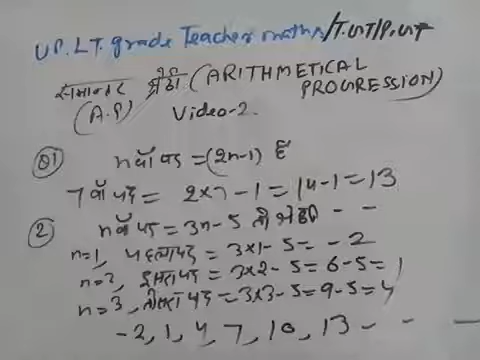 UP. LT. grade Teacher maths/T.GT/P.GT
समान्तर श्रेढी (ARITHMETICAL
(A.P) PROGRESSION)
Video-2.
Q1 nवाँ पद = (2n-1) है
7 वाँ पद = 2×7-1 = 14-1 = 13
2 nवाँ पद = 3n-5 तो श्रेढी - -
n=1, पहला पद = 3×1-5 = -2
n=2, दूसरा पद = 3×2-5 = 6-5 = 1
n=3, तीसरा पद = 3×3-5 = 9-5 = 4
-2, 1, 4, 7, 10, 13 - - -